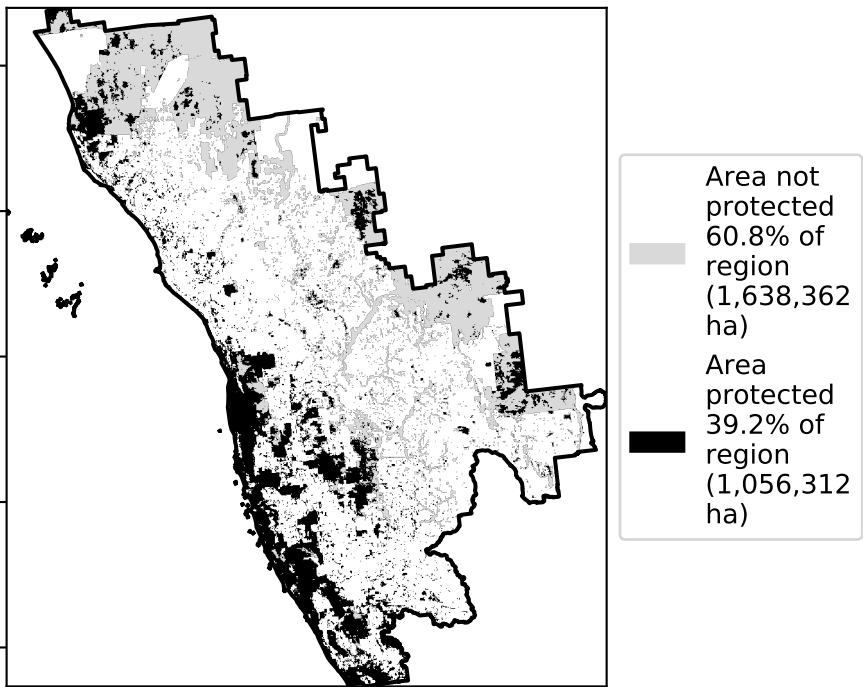 Area not
protected
60.8% of
region
(1,638,362
ha)
Area
protected
39.2% of
region
(1,056,312
ha)